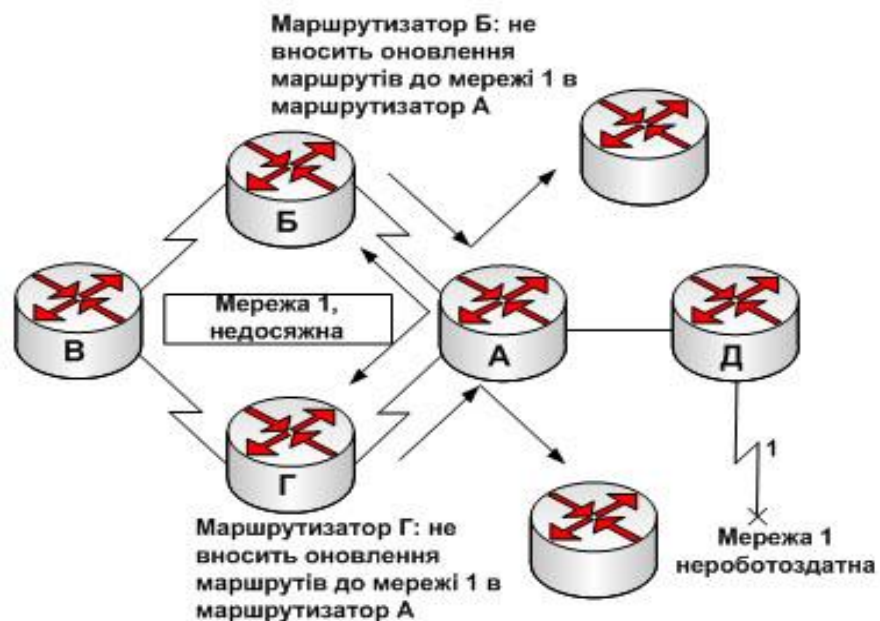 Маршрутизатор Б: не
вносить оновлення
маршрутів до мережі 1 в
маршрутизатор А
Б
Мережа 1,
недосяжна
В
А
Д
Г
1
Мережа 1
нероботоздатна
Маршрутизатор Г: не
вносить оновлення
маршрутів до мережі 1 в
маршрутизатор А